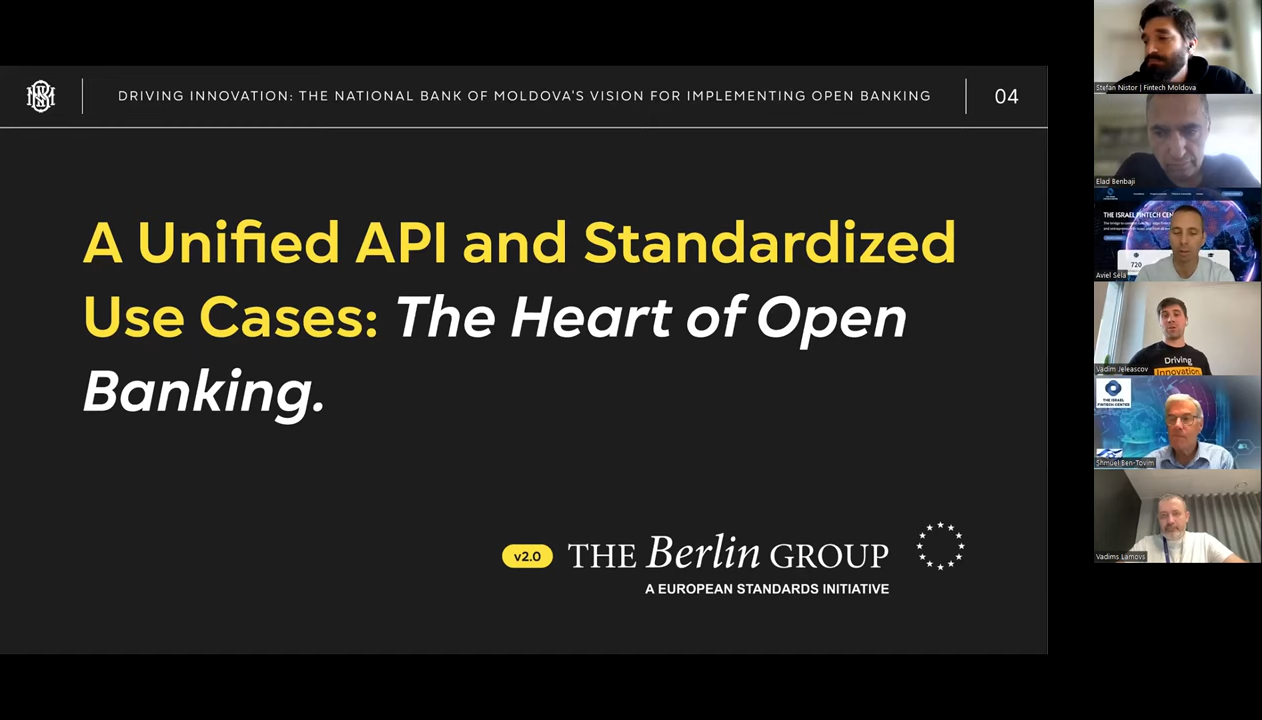 DRIVING INNOVATION: THE NATIONAL BANK OF MOLDOVA'S VISION FOR IMPLEMENTING OPEN BANKING
04
A Unified API and Standardized
Use Cases: The Heart of Open
Banking.
v2.0
THE Berlin GROUP
A EUROPEAN STANDARDS INITIATIVE
Stefan Nistor | Fintech Moldova
Elad Benbaji
THE ISRAEL FINTECH CEN
720
Aviel Sela
Driving
Innovation
Vadim Jeleascov
THE ISRAEL
FINTECH CENTER
Shmuel Ben-Tovim
Vadims Lamovs